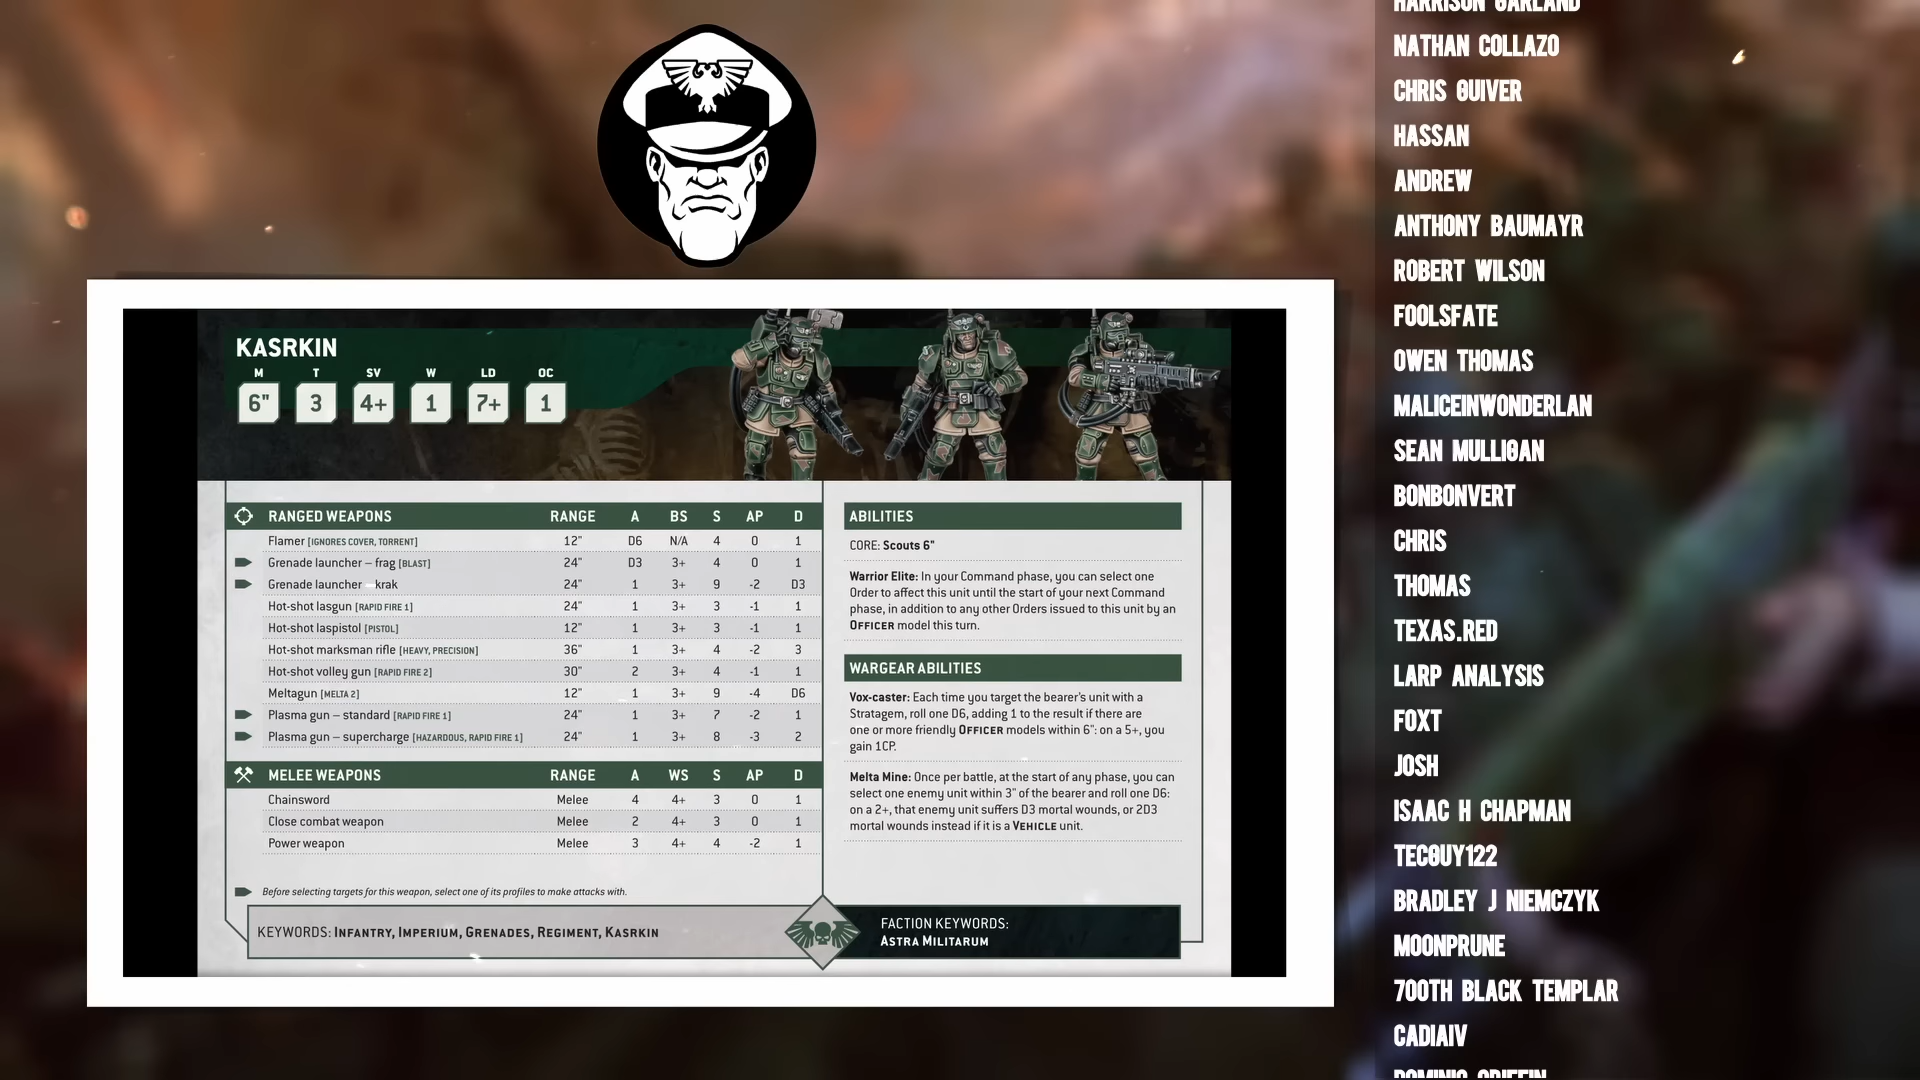 KASRKIN
M T SV W LD OC
6" 3 4+ 1 7+ 1
RANGED WEAPONS RANGE A BS S AP D
Flamer [IGNORES COVER, TORRENT] 12" D6 N/A 4 0 1
Grenade launcher – frag [BLAST] 24" D3 3+ 4 0 1
Grenade launcher – krak 24" 1 3+ 9 -2 D3
Hot-shot lasgun [RAPID FIRE 1] 24" 1 3+ 3 -1 1
Hot-shot laspistol [PISTOL] 12" 1 3+ 3 -1 1
Hot-shot marksman rifle [HEAVY, PRECISION] 36" 1 3+ 4 -2 3
Hot-shot volley gun [RAPID FIRE 2] 30" 2 3+ 4 -1 1
Meltagun [MELTA 2] 12" 1 3+ 9 -4 D6
Plasma gun – standard [RAPID FIRE 1] 24" 1 3+ 7 -2 1
Plasma gun – supercharge [HAZARDOUS, RAPID FIRE 1] 24" 1 3+ 8 -3 2
MELEE WEAPONS RANGE A WS S AP D
Chainsword Melee 4 4+ 3 0 1
Close combat weapon Melee 2 4+ 3 0 1
Power weapon Melee 3 4+ 4 -2 1
Before selecting targets for this weapon, select one of its profiles to make attacks with.
KEYWORDS: INFANTRY, IMPERIUM, GRENADES, REGIMENT, KASRKIN
ABILITIES
CORE: Scouts 6"
Warrior Elite: In your Command phase, you can select one
Order to affect this unit until the start of your next Command
phase, in addition to any other Orders issued to this unit by an
OFFICER model this turn.
WARGEAR ABILITIES
Vox-caster: Each time you target the bearer's unit with a
Stratagem, roll one D6, adding 1 to the result if there are
one or more friendly OFFICER models within 6": on a 5+, you
gain 1CP.
Melta Mine: Once per battle, at the start of any phase, you can
select one enemy unit within 3" of the bearer and roll one D6:
on a 2+, that enemy unit suffers D3 mortal wounds, or 2D3
mortal wounds instead if it is a VEHICLE unit.
FACTION KEYWORDS:
ASTRA MILITARUM
HARRISON GARLAND
NATHAN COLLAZO
CHRIS GUIVER
HASSAN
ANDREW
ANTHONY BAUMAYR
ROBERT WILSON
FOOLSFATE
OWEN THOMAS
MALICEINWONDERLAN
SEAN MULLIGAN
BONBONVERT
CHRIS
THOMAS
TEXAS.RED
LARP ANALYSIS
FOXT
JOSH
ISAAC H CHAPMAN
TECGUY122
BRADLEY J NIEMCZYK
MOONPRUNE
700TH BLACK TEMPLAR
CADIAIV
DOMINIC GRIFFIN